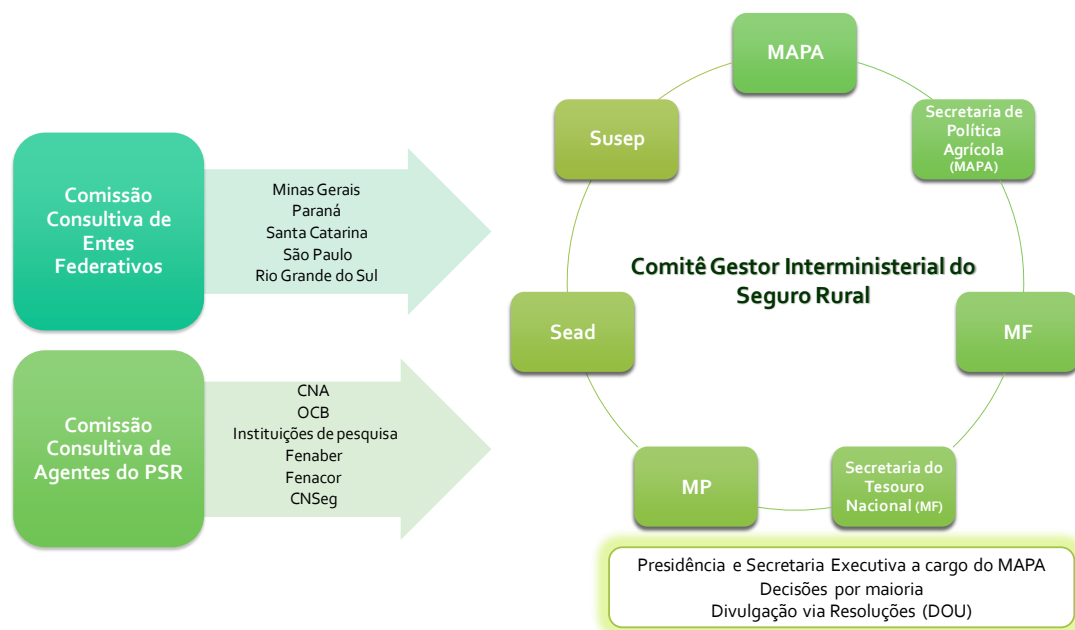 Comissão
Consultiva de
Entes
Federativos
Minas Gerais
Paraná
Santa Catarina
São Paulo
Rio Grande do Sul
Comissão
Consultiva de
Agentes do PSR
CNA
OCB
Instituições de pesquisa
Fenaber
Fenacor
CNSeg
MAPA
Secretaria de
Política
Agrícola
(MAPA)
MF
Secretaria do
Tesouro
Nacional (MF)
MP
Sead
Susep
Comitê Gestor Interministerial do
Seguro Rural
Presidência e Secretaria Executiva a cargo do MAPA
Decisões por maioria
Divulgação via Resoluções (DOU)